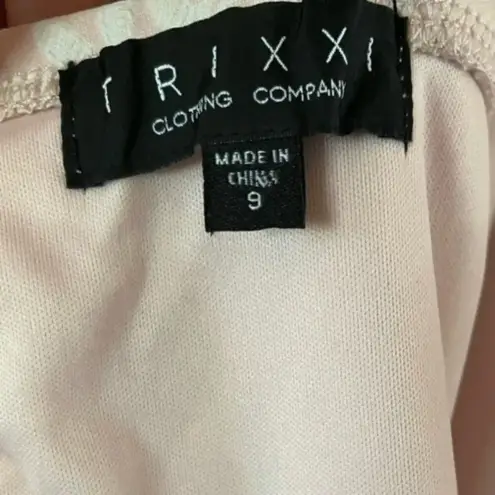 TRIXXI
CLOTHING COMPANY
MADE IN
CHINA
9